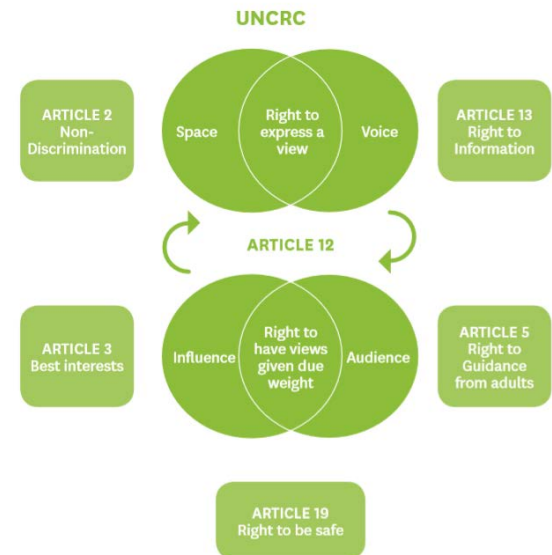 UNCRC
ARTICLE 2
Non-
Discrimination
Space
Right to
express a
view
Voice
ARTICLE 13
Right to
Information
ARTICLE 12
ARTICLE 3
Best interests
Influence
Right to
have views
given due
weight
Audience
ARTICLE 5
Right to
Guidance
from adults
ARTICLE 19
Right to be safe